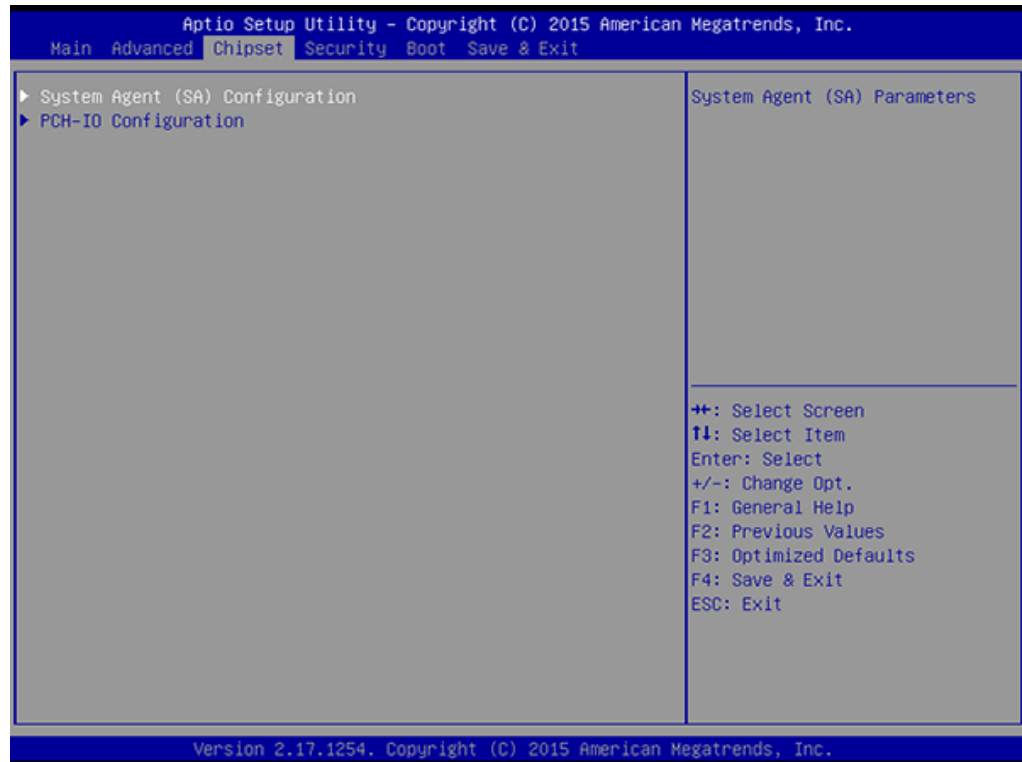 Aptio Setup Utility – Copyright (C) 2015 American Megatrends, Inc.
Main Advanced Chipset Security Boot Save & Exit
System Agent (SA) Configuration
PCH-IO Configuration
System Agent (SA) Parameters
→←: Select Screen
↑↓: Select Item
Enter: Select
+/-: Change Opt.
F1: General Help
F2: Previous Values
F3: Optimized Defaults
F4: Save & Exit
ESC: Exit
Version 2.17.1254. Copyright (C) 2015 American Megatrends, Inc.